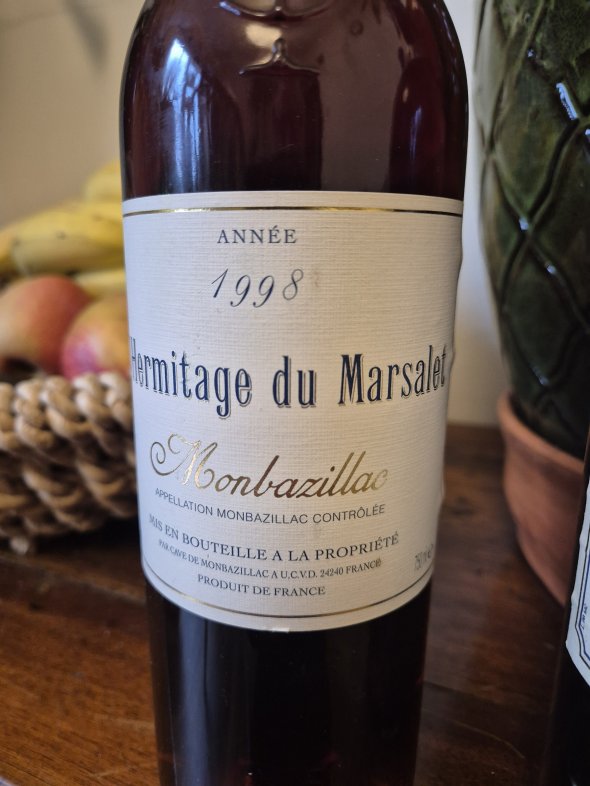 ANNÉE
1998
Hermitage du Marsalet
Monbazillac
APPELLATION MONBAZILLAC CONTRÔLÉE
MIS EN BOUTEILLE A LA PROPRIÉTÉ
PAR CAVE DE MONBAZILLAC A U.C.V.D. 24240 FRANCE
PRODUIT DE FRANCE